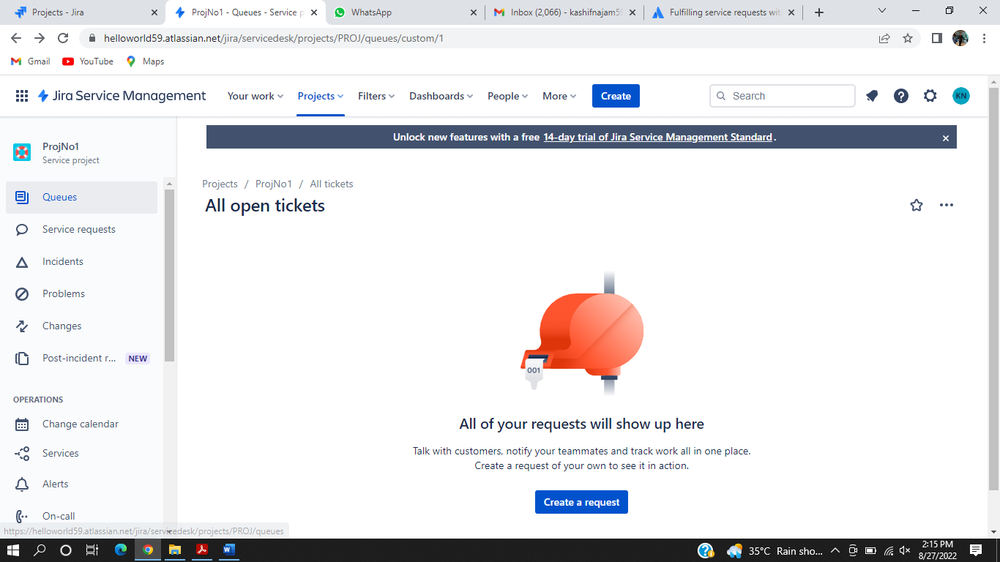 Projects - Jira
ProjNo1 - Queues - Service p
WhatsApp
Inbox (2,066) - kashifnajam59
Fulfilling service requests wit
helloworld59.atlassian.net/jira/servicedesk/projects/PROJ/queues/custom/1
Gmail YouTube Maps
Jira Service Management Your work Projects Filters Dashboards People More Create Search KN
Unlock new features with a free 14-day trial of Jira Service Management Standard.
ProjNo1
Service project
Queues
Service requests
Incidents
Problems
Changes
Post-incident r... NEW
OPERATIONS
Change calendar
Services
Alerts
On-call
https://helloworld59.atlassian.net/jira/servicedesk/projects/PROJ/queues
Projects / ProjNo1 / All tickets
All open tickets
001
All of your requests will show up here
Talk with customers, notify your teammates and track work all in one place.
Create a request of your own to see it in action.
Create a request
35°C Rain sho...
2:15 PM
8/27/2022